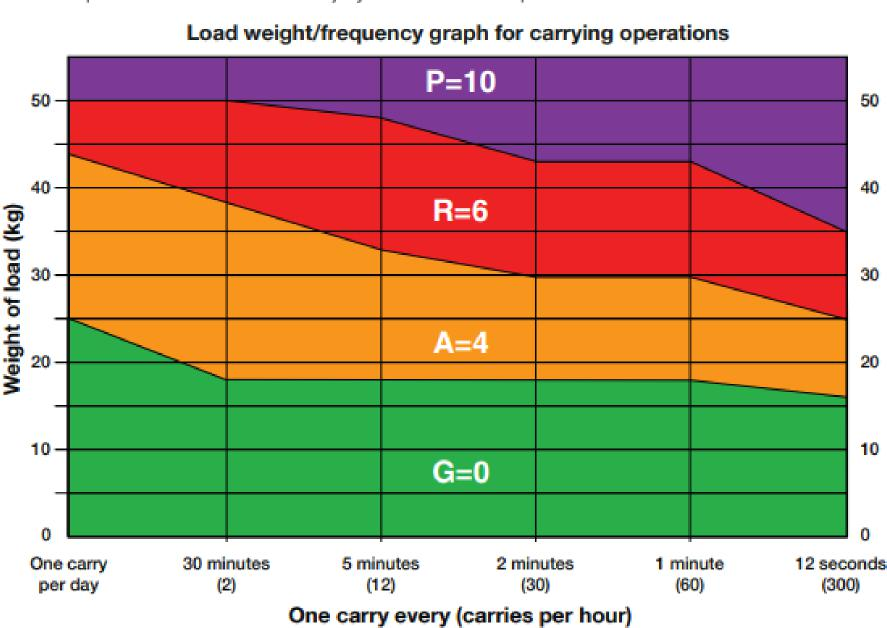 Load weight/frequency graph for carrying operations
P=10
R=6
A=4
G=0
Weight of load (kg)
50
40
30
20
10
0
50
40
30
20
10
0
One carry per day
30 minutes (2)
5 minutes (12)
2 minutes (30)
1 minute (60)
12 seconds (300)
One carry every (carries per hour)